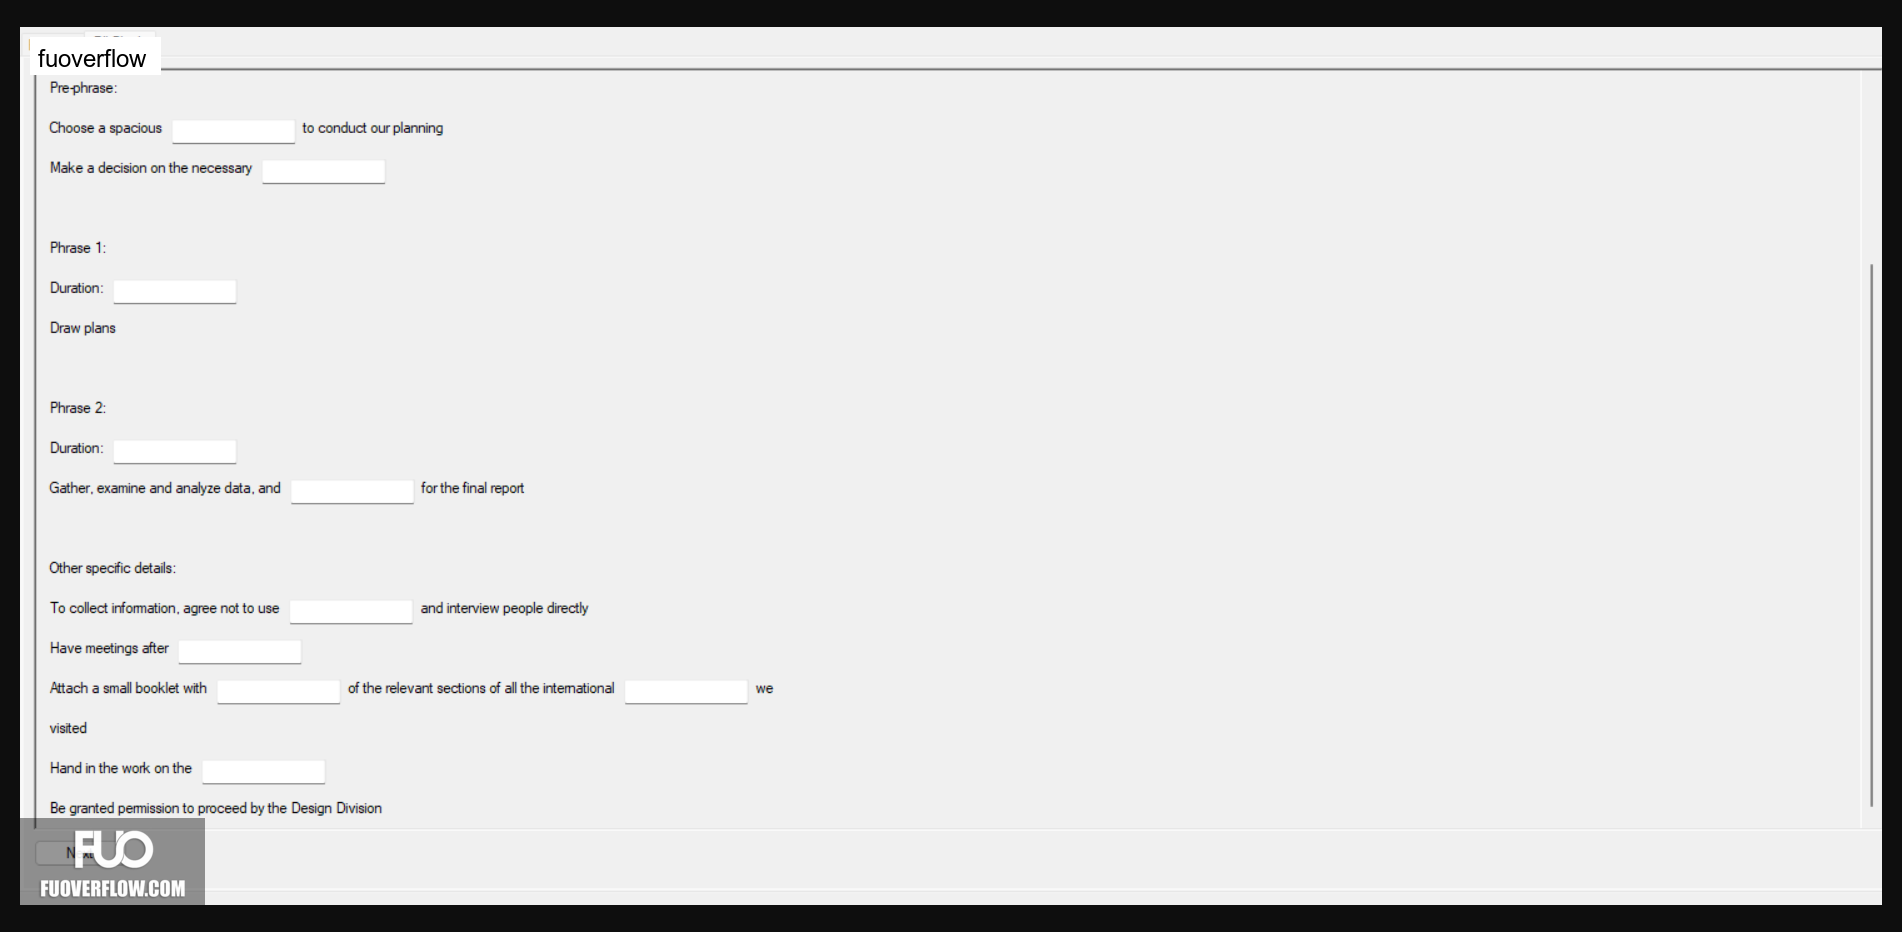 fuoverflow
Pre-phrase:
Choose a spacious to conduct our planning
Make a decision on the necessary
Phrase 1:
Duration:
Draw plans
Phrase 2:
Duration:
Gather, examine and analyze data, and for the final report
Other specific details:
To collect information, agree not to use and interview people directly
Have meetings after
Attach a small booklet with of the relevant sections of all the international we
visited
Hand in the work on the
Be granted permission to proceed by the Design Division
FUO
FUOVERFLOW.COM